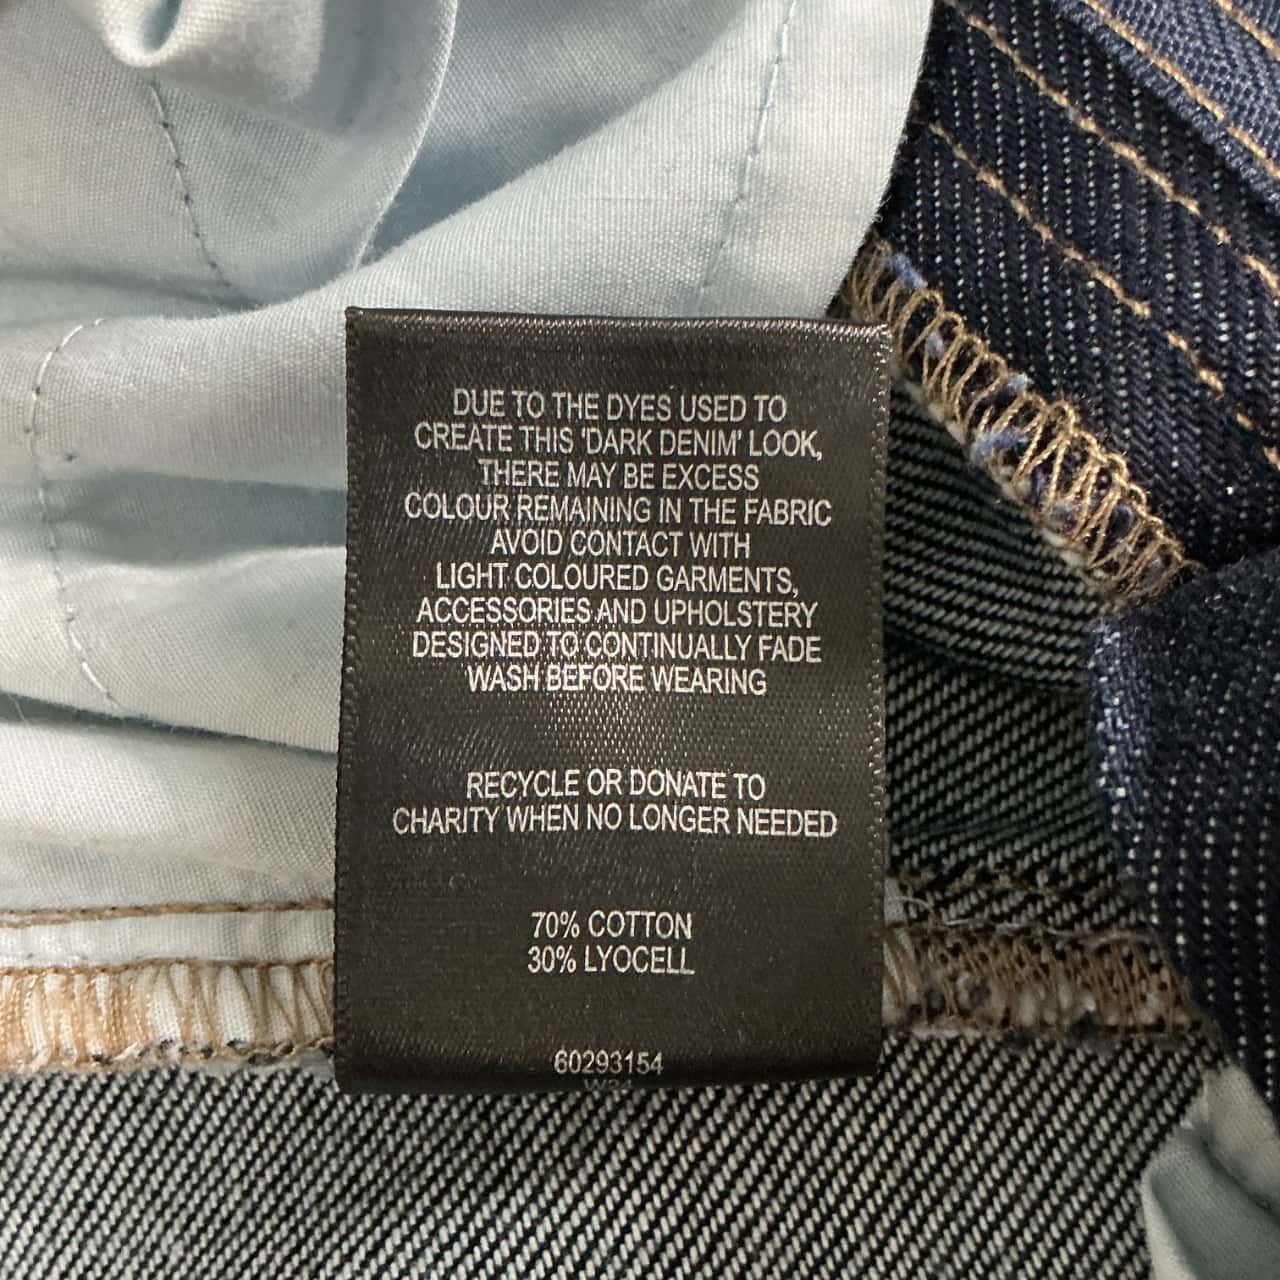 DUE TO THE DYES USED TO
CREATE THIS 'DARK DENIM' LOOK,
THERE MAY BE EXCESS
COLOUR REMAINING IN THE FABRIC
AVOID CONTACT WITH
LIGHT COLOURED GARMENTS,
ACCESSORIES AND UPHOLSTERY
DESIGNED TO CONTINUALLY FADE
WASH BEFORE WEARING
RECYCLE OR DONATE TO
CHARITY WHEN NO LONGER NEEDED
70% COTTON
30% LYOCELL
60293154